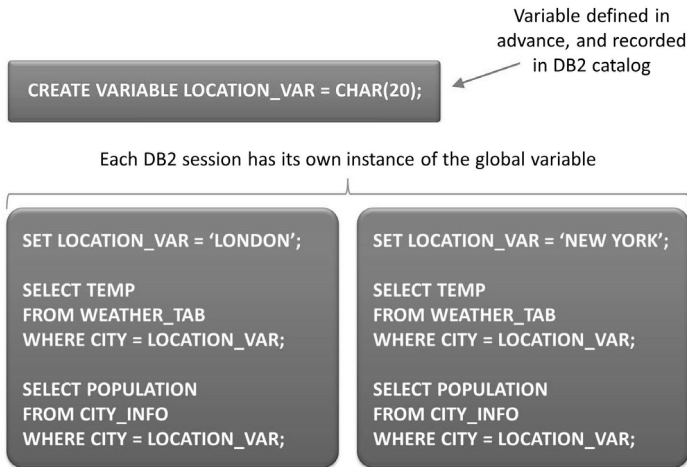 Variable defined in
advance, and recorded
in DB2 catalog
CREATE VARIABLE LOCATION_VAR = CHAR(20);
Each DB2 session has its own instance of the global variable
SET LOCATION_VAR = ‘LONDON’;
SELECT TEMP
FROM WEATHER_TAB
WHERE CITY = LOCATION_VAR;
SELECT POPULATION
FROM CITY_INFO
WHERE CITY = LOCATION_VAR;
SET LOCATION_VAR = ‘NEW YORK’;
SELECT TEMP
FROM WEATHER_TAB
WHERE CITY = LOCATION_VAR;
SELECT POPULATION
FROM CITY_INFO
WHERE CITY = LOCATION_VAR;